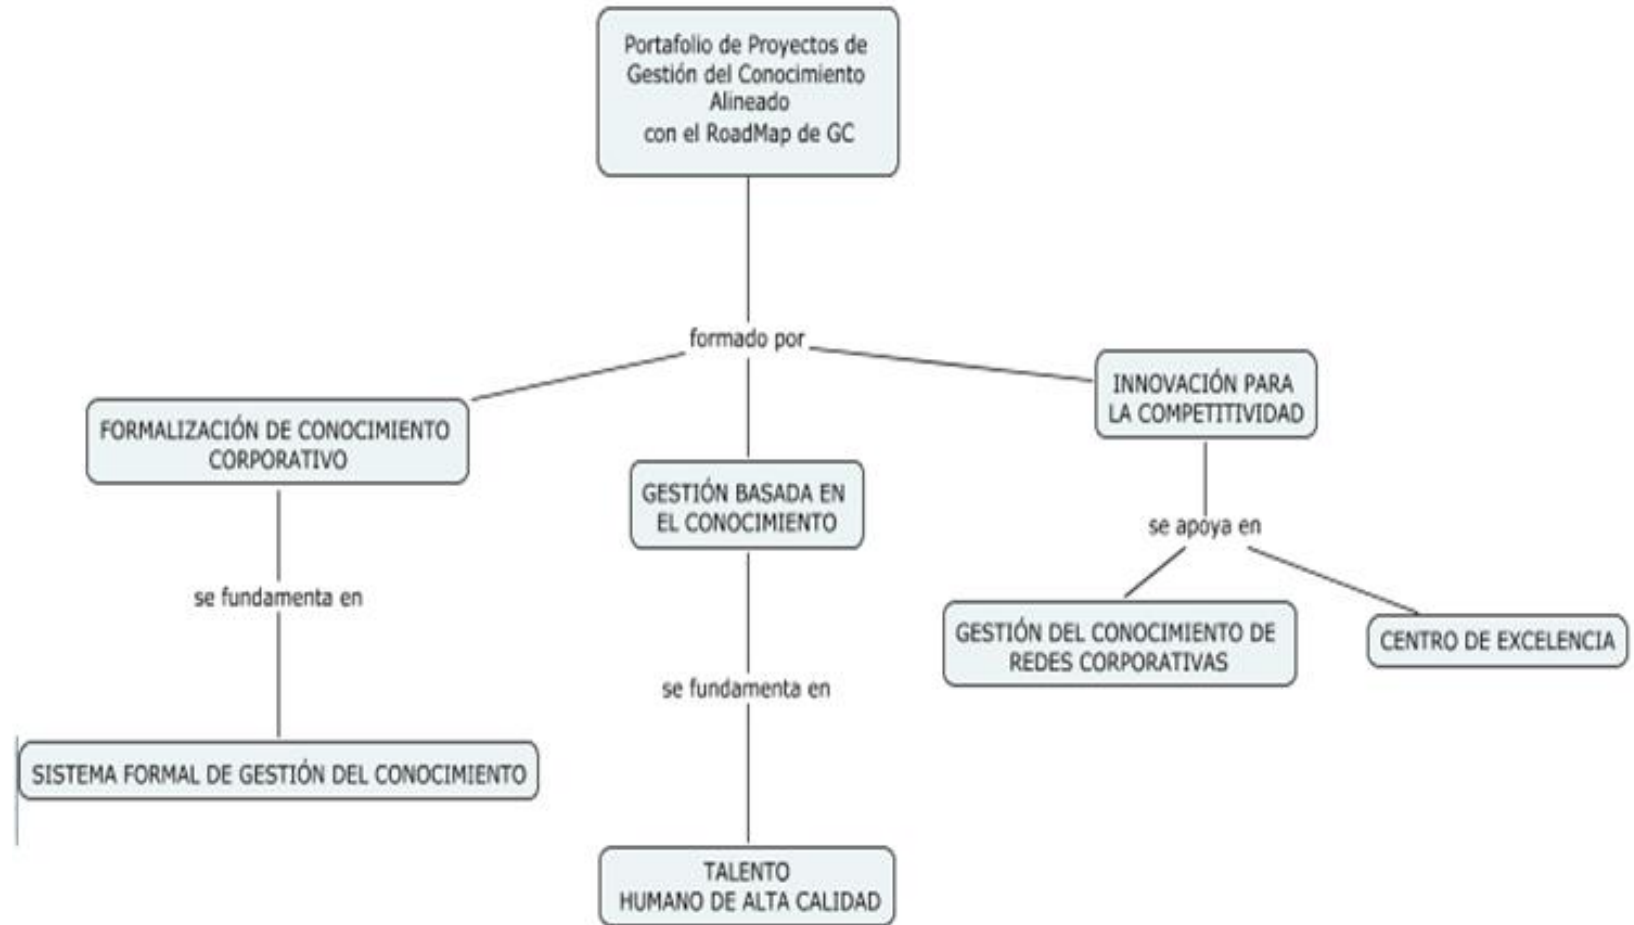 Portafolio de Proyectos de
Gestión del Conocimiento
Alineado
con el RoadMap de GC
formado por
FORMALIZACIÓN DE CONOCIMIENTO
CORPORATIVO
se fundamenta en
SISTEMA FORMAL DE GESTIÓN DEL CONOCIMIENTO
GESTIÓN BASADA EN
EL CONOCIMIENTO
se fundamenta en
TALENTO
HUMANO DE ALTA CALIDAD
INNOVACIÓN PARA
LA COMPETITIVIDAD
se apoya en
GESTIÓN DEL CONOCIMIENTO DE
REDES CORPORATIVAS
CENTRO DE EXCELENCIA